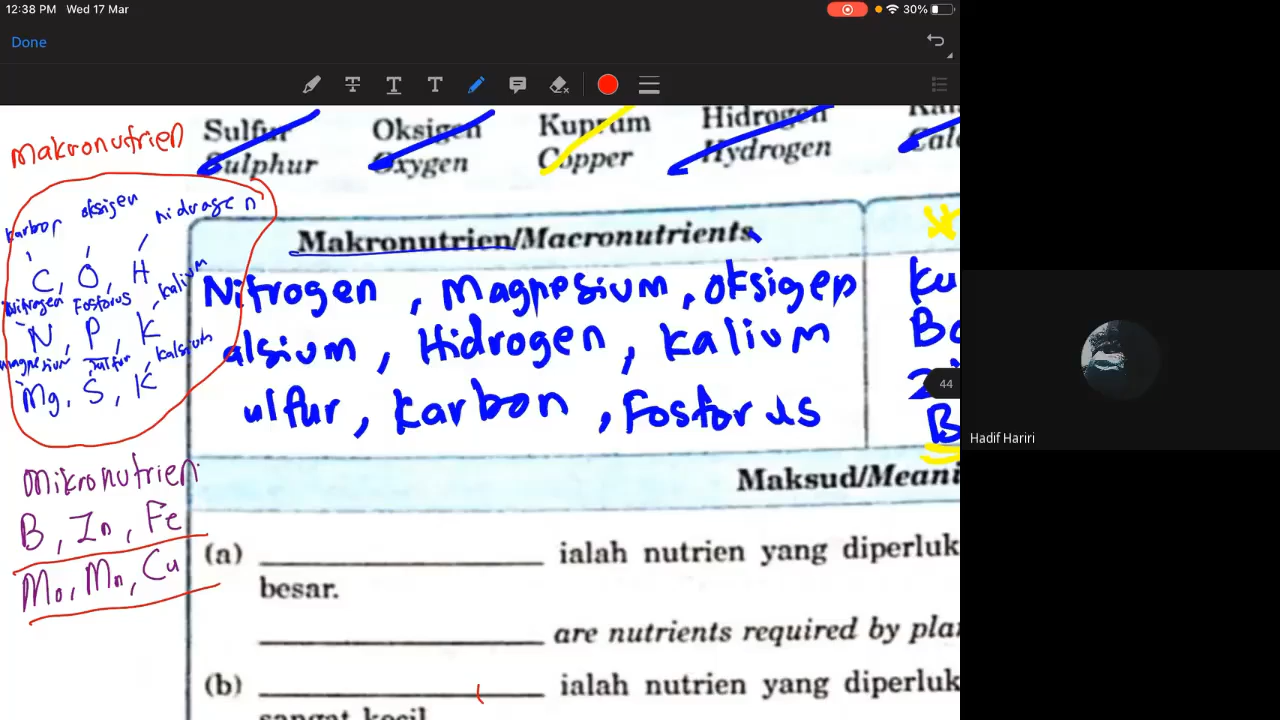 12:38 PM Wed 17 Mar
30%
Done
makronutrien
Sulfur Oksigen Kuprum Hidrogen
Sulphur Oxygen Copper Hydrogen
karbon oksigen hidrogen
C, O, H
Nitrogen Fosforus kalium
N, P, K
magnesium sulfur kalsium
Mg, S, K
Makronutrien/Macronutrients
Nitrogen, Magnesium, oksigen
alsium, Hidrogen, kalium
ulfur, karbon, Fosforus
Ku
B
44
Hadif Hariri
mikronutrien
B, Zn, Fe
Mo, Mn, Cu
Maksud/Meani
(a) ialah nutrien yang diperluk
besar.
are nutrients required by pla
(b) ialah nutrien yang diperluk
sangat kecil